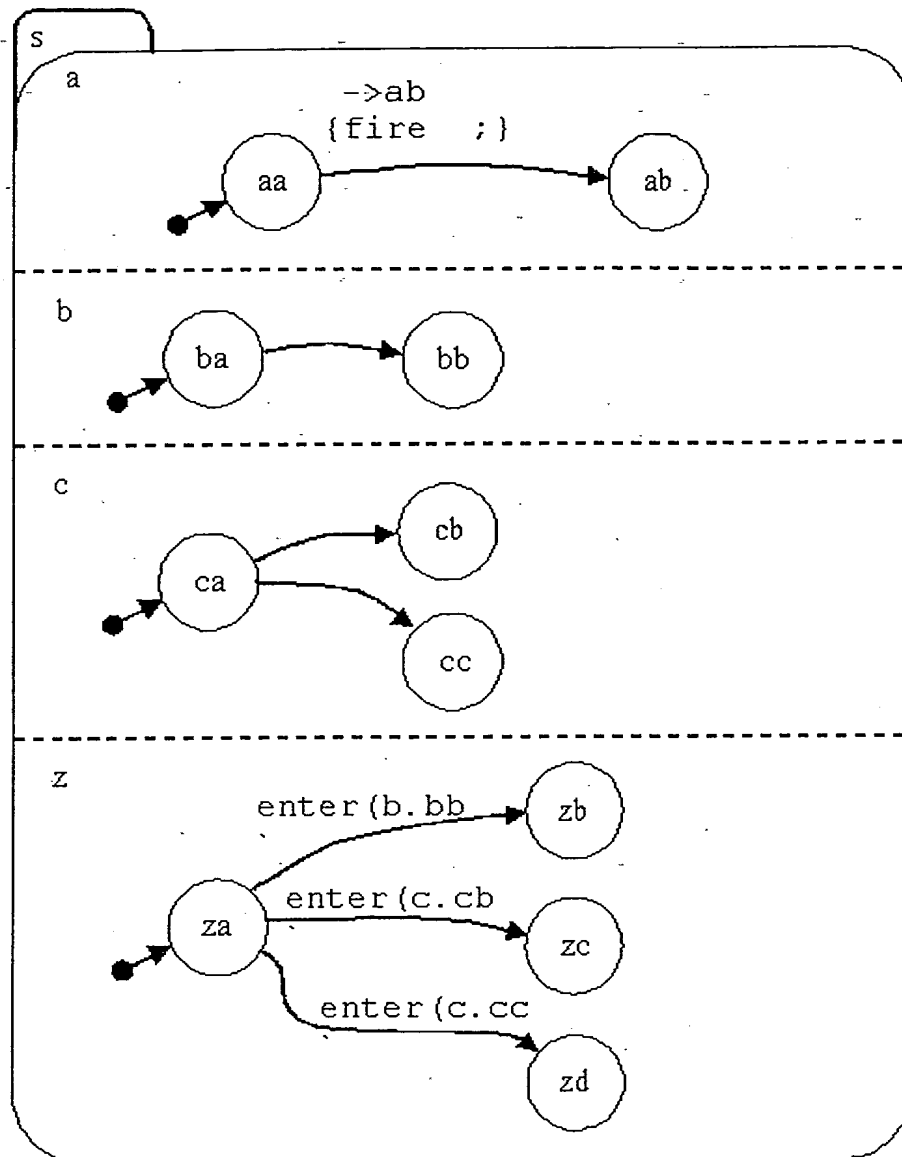 s
a
->ab
{fire ;}
aa
ab
b
ba
bb
c
cb
ca
cc
z
enter(b.bb
zb
enter(c.cb
za
zc
enter(c.cc
zd